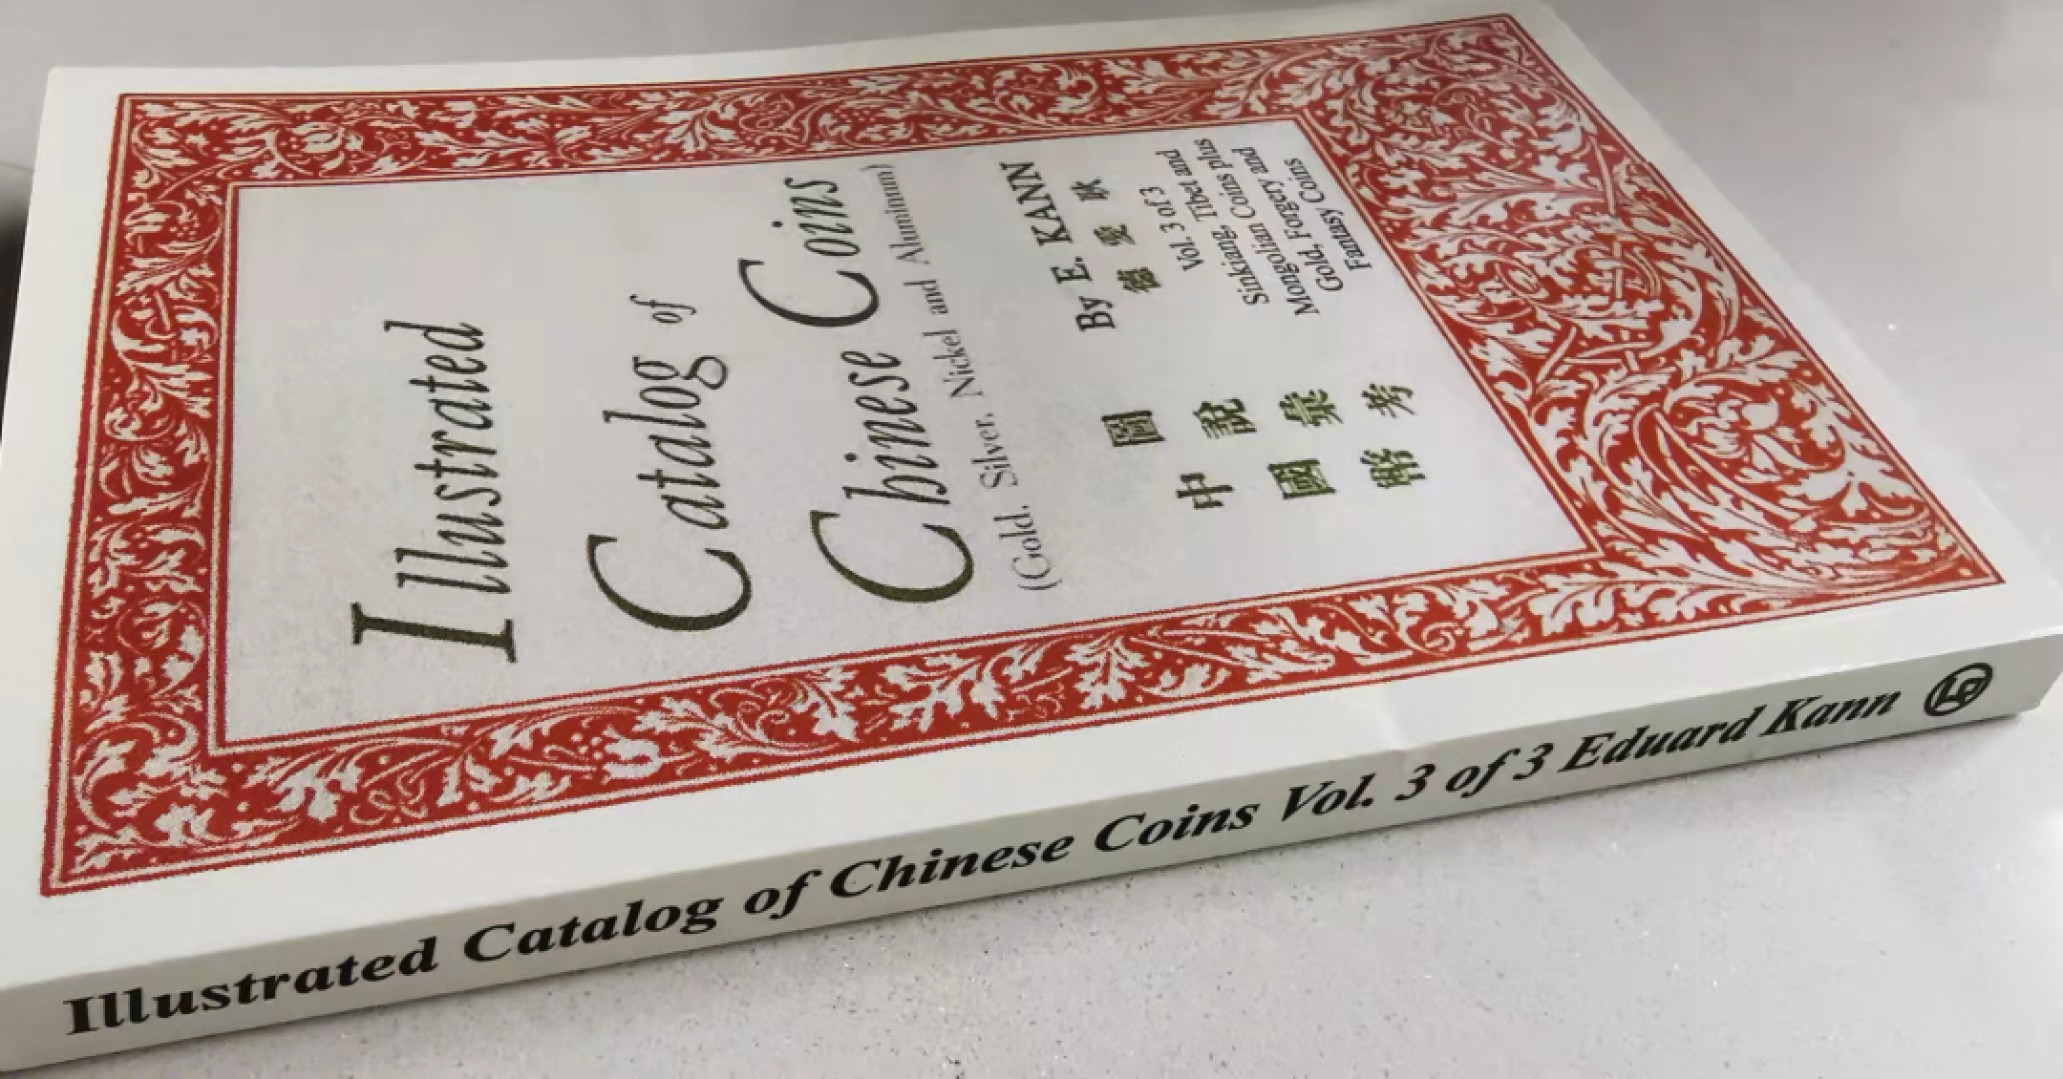 Illustrated
Catalog of
Chinese Coins
(Gold, Silver, Nickel and Aluminum)
By E. KANN
耿愛德
中國幣
圖說彙考
Vol. 3 of 3
Sinkiang, Tibet and
Mongolian Coins plus
Gold, Forgery and
Fantasy Coins
Illustrated Catalog of Chinese Coins Vol. 3 of 3 Eduard Kann